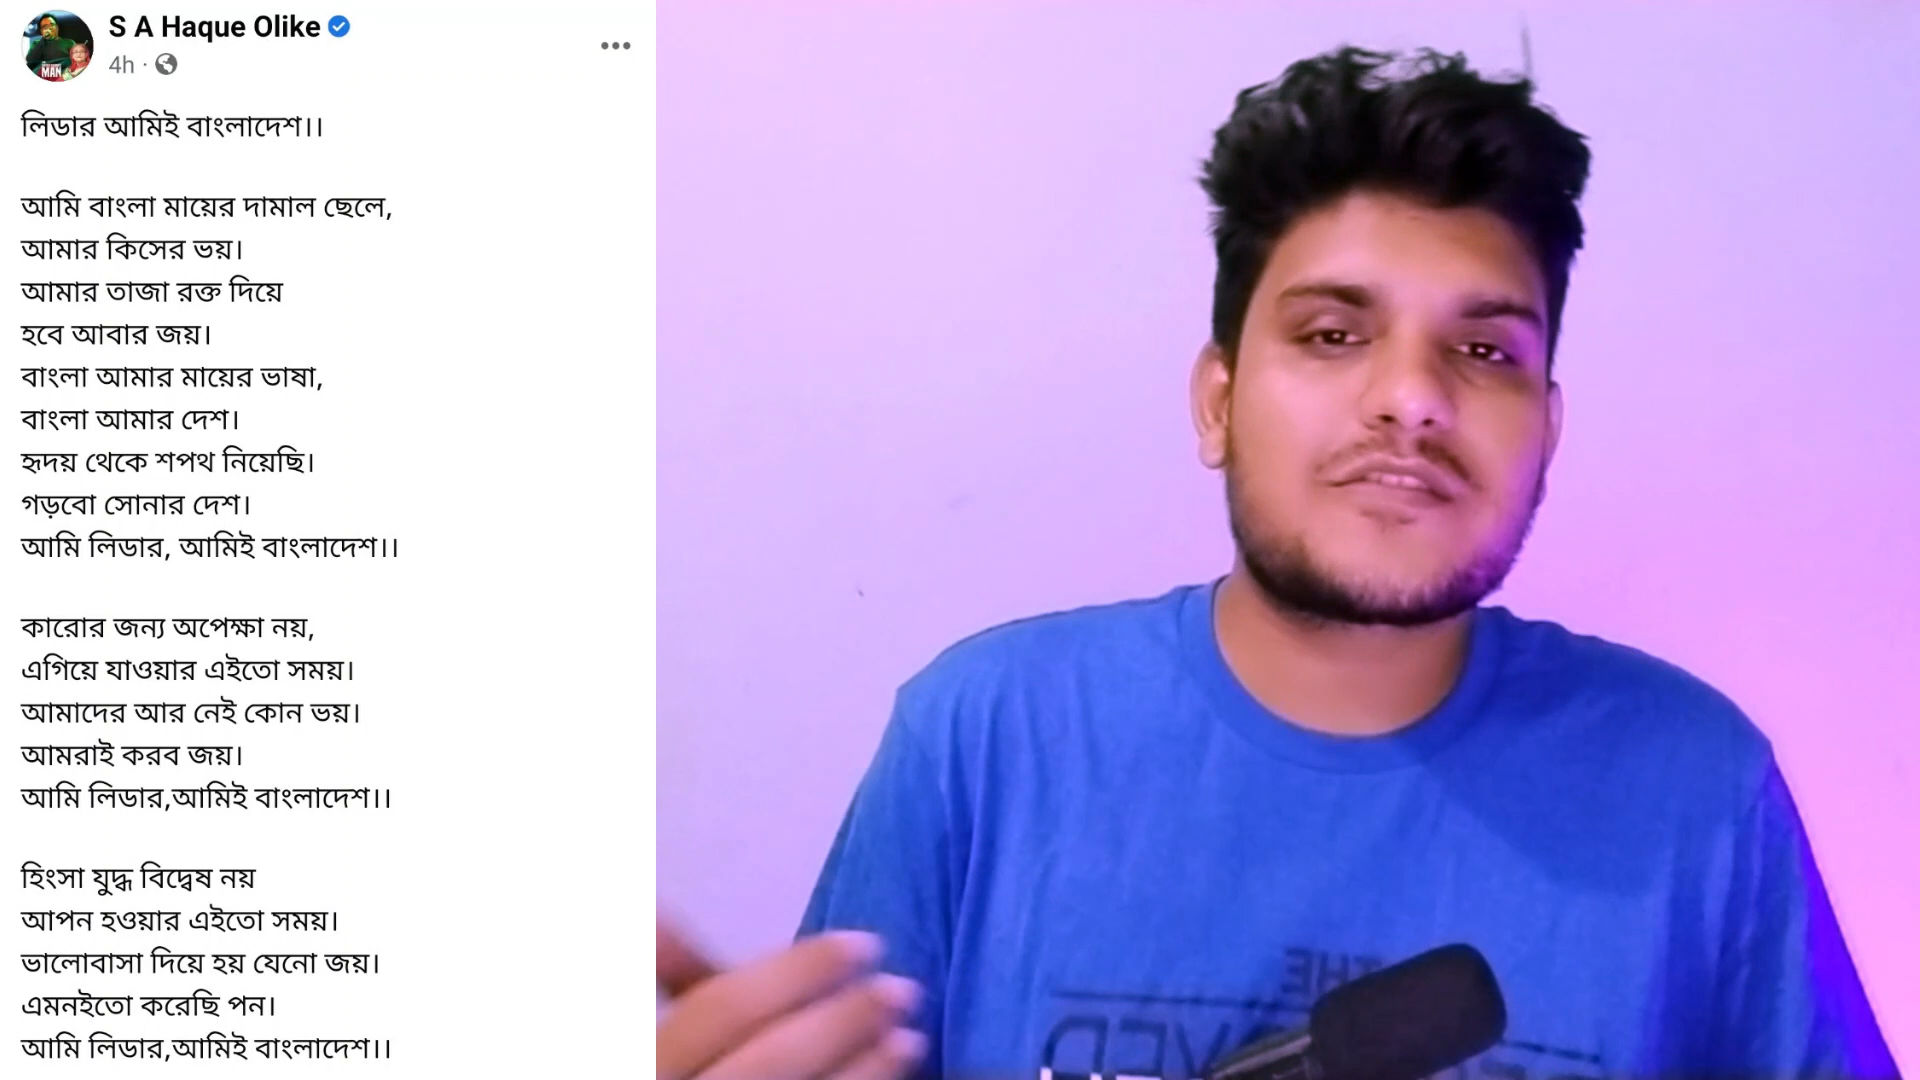 S A Haque Olike
4h
MAN
লিডার আমিই বাংলাদেশ।।
আমি বাংলা মায়ের দামাল ছেলে,
আমার কিসের ভয়।
আমার তাজা রক্ত দিয়ে
হবে আবার জয়।
বাংলা আমার মায়ের ভাষা,
বাংলা আমার দেশ।
হৃদয় থেকে শপথ নিয়েছি।
গড়বো সোনার দেশ।
আমি লিডার, আমিই বাংলাদেশ।।
কারোর জন্য অপেক্ষা নয়,
এগিয়ে যাওয়ার এইতো সময়।
আমাদের আর নেই কোন ভয়।
আমরাই করব জয়।
আমি লিডার,আমিই বাংলাদেশ।।
হিংসা যুদ্ধ বিদ্বেষ নয়
আপন হওয়ার এইতো সময়।
ভালোবাসা দিয়ে হয় যেনো জয়।
এমনইতো করেছি পন।
আমি লিডার,আমিই বাংলাদেশ।।
THE